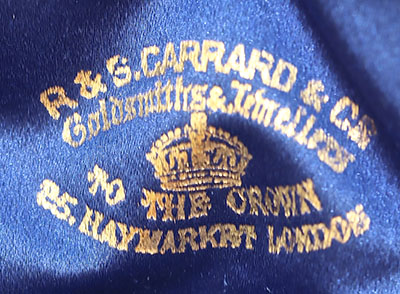 R & G. GARRARD & Co
Goldsmiths & Jewellers
TO THE CROWN
25, HAYMARKET LONDON